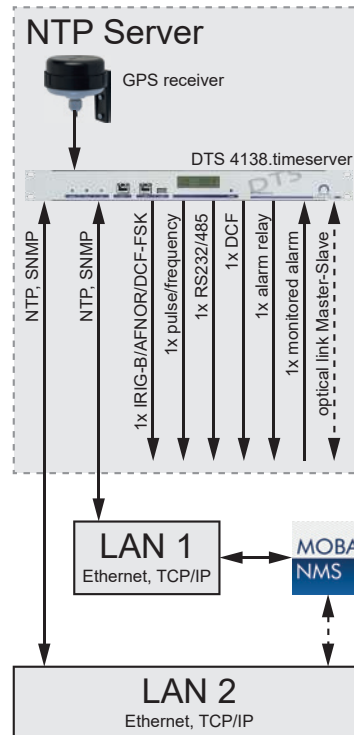 NTP Server
GPS receiver
DTS 4138.timeserver
DTS
NTP, SNMP
NTP, SNMP
1x IRIG-B/AFNOR/DCF-FSK
1x pulse/frequency
1x RS232/485
1x DCF
1x alarm relay
1x monitored alarm
optical link Master-Slave
LAN 1
Ethernet, TCP/IP
MOBA
NMS
LAN 2
Ethernet, TCP/IP